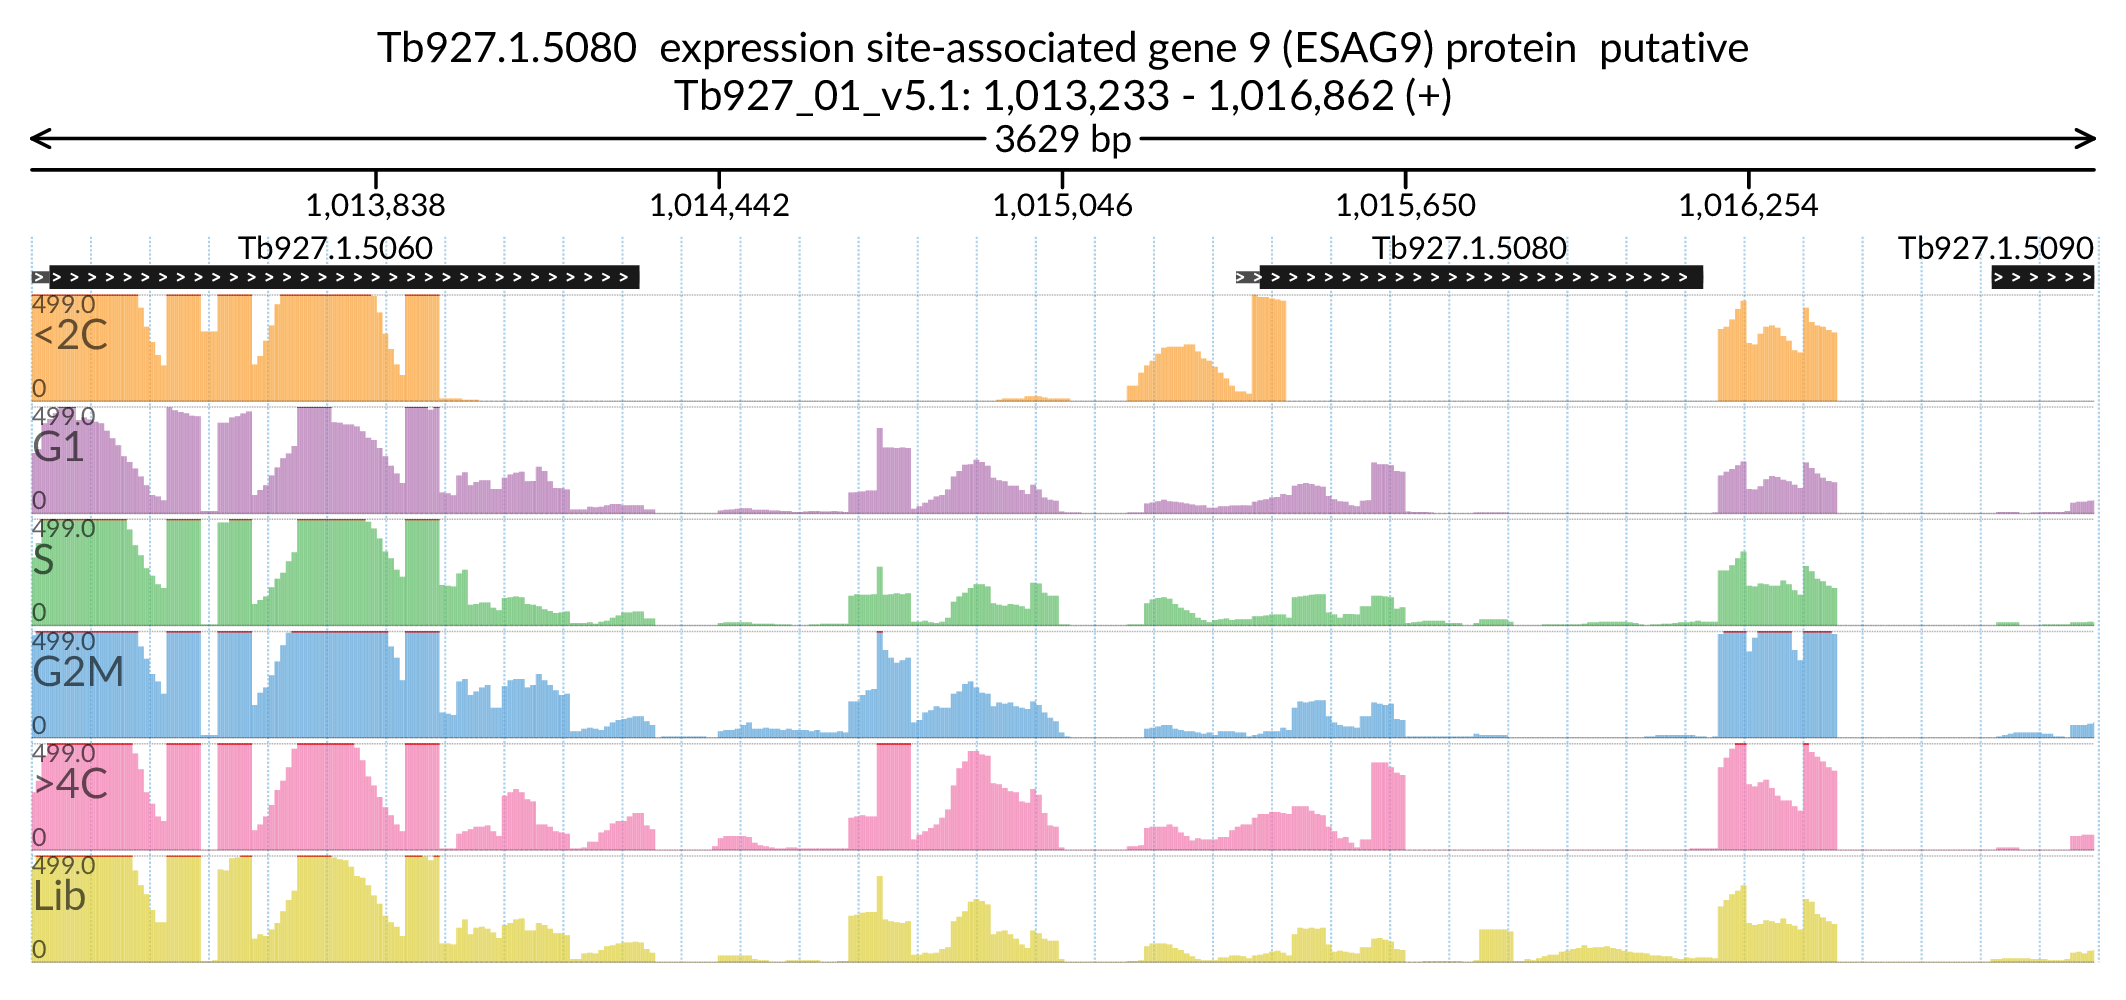 Tb927.1.5080  expression site-associated gene 9 (ESAG9) protein  putative
Tb927_01_v5.1: 1,013,233 - 1,016,862 (+)
3629 bp
1,013,838 1,014,442 1,015,046 1,015,650 1,016,254
Tb927.1.5060 Tb927.1.5080 Tb927.1.5090
499.0
<2C
0
499.0
G1
0
499.0
S
0
499.0
G2M
0
499.0
>4C
0
499.0
Lib
0